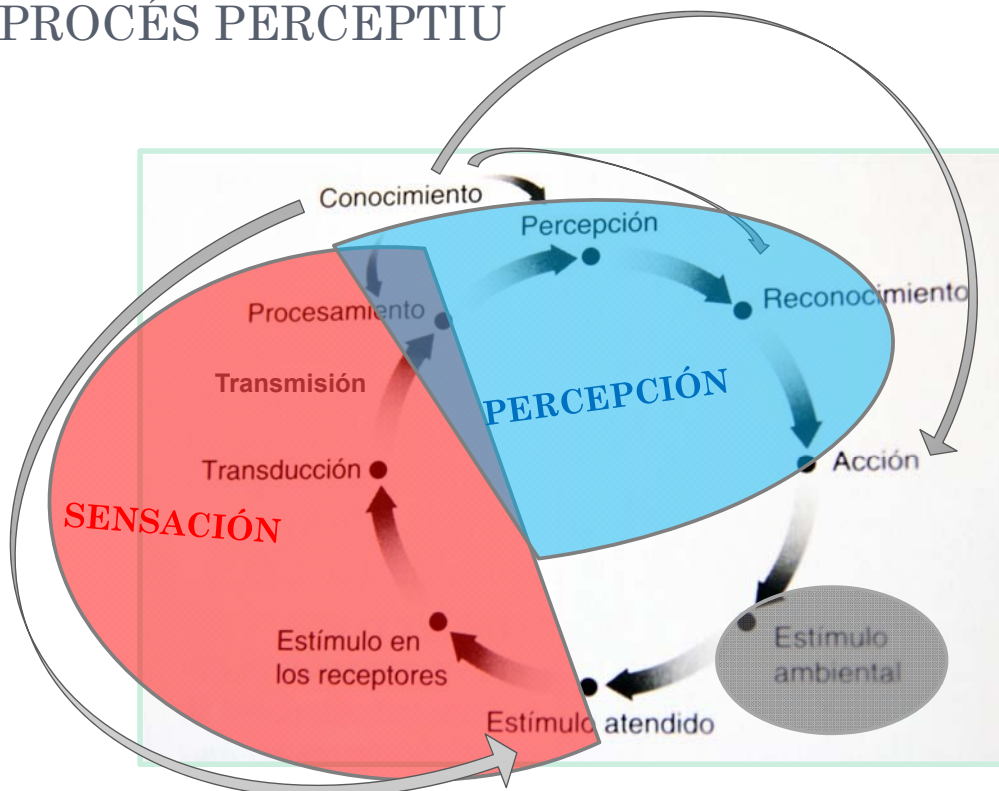 PROCÉS PERCEPTIU
Conocimiento
Percepción
Procesamiento
Reconocimiento
Transmisión
PERCEPCIÓN
Transducción
Acción
SENSACIÓN
Estímulo en
los receptores
Estímulo
ambiental
Estímulo atendido